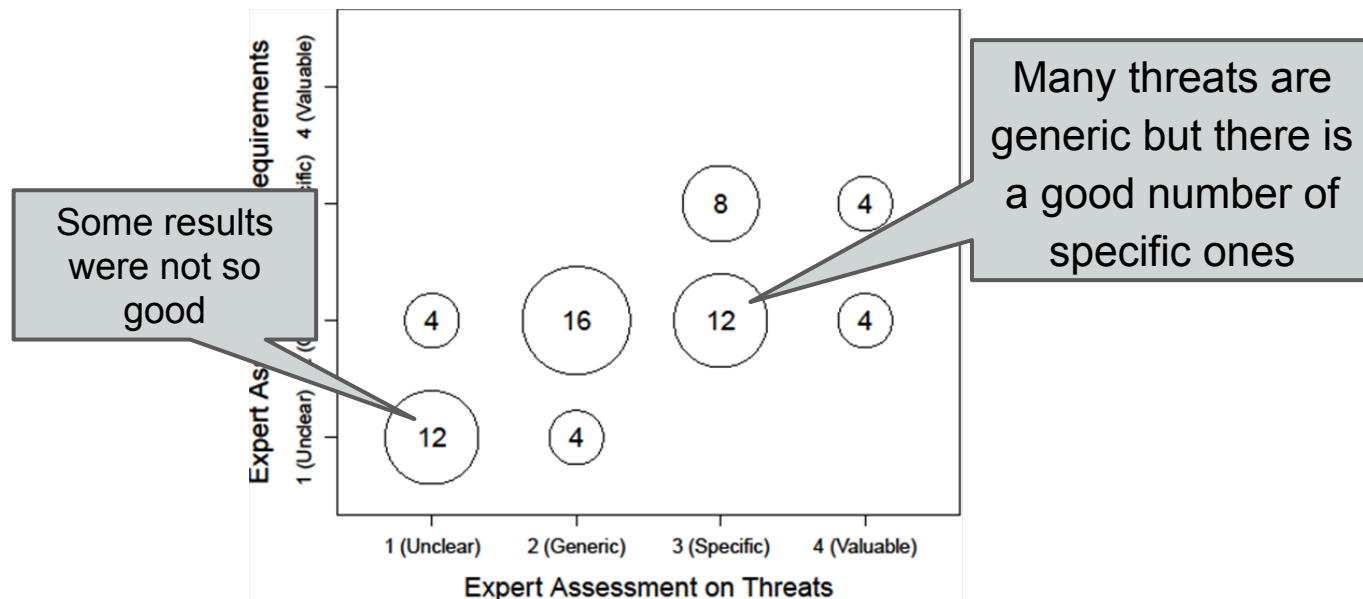 Many threats are
generic but there is
a good number of
specific ones
Some results
were not so
good
4 (Valuable)
1 (Unclear)
8
4
4
16
12
4
12
4
1 (Unclear)
2 (Generic)
3 (Specific)
4 (Valuable)
Expert Assessment on Threats